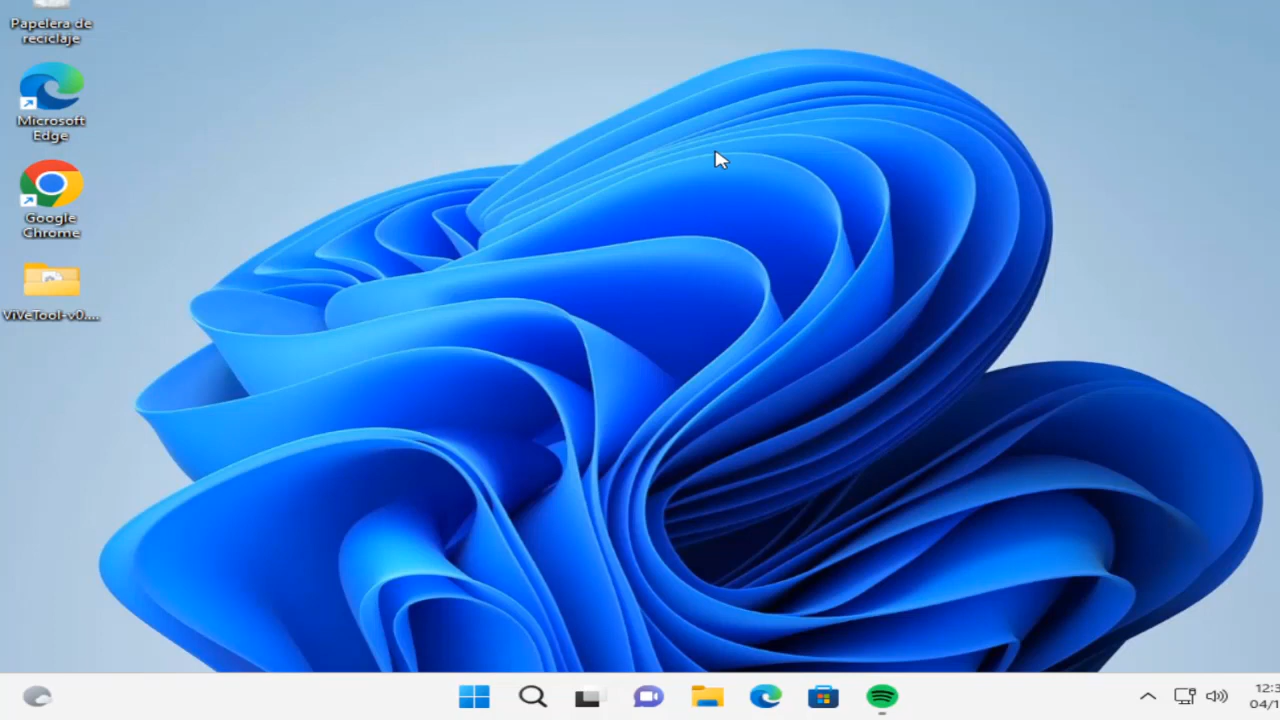 Papelera de
reciclaje
Microsoft
Edge
Google
Chrome
ViVeTool-v0....
12:3
04/1